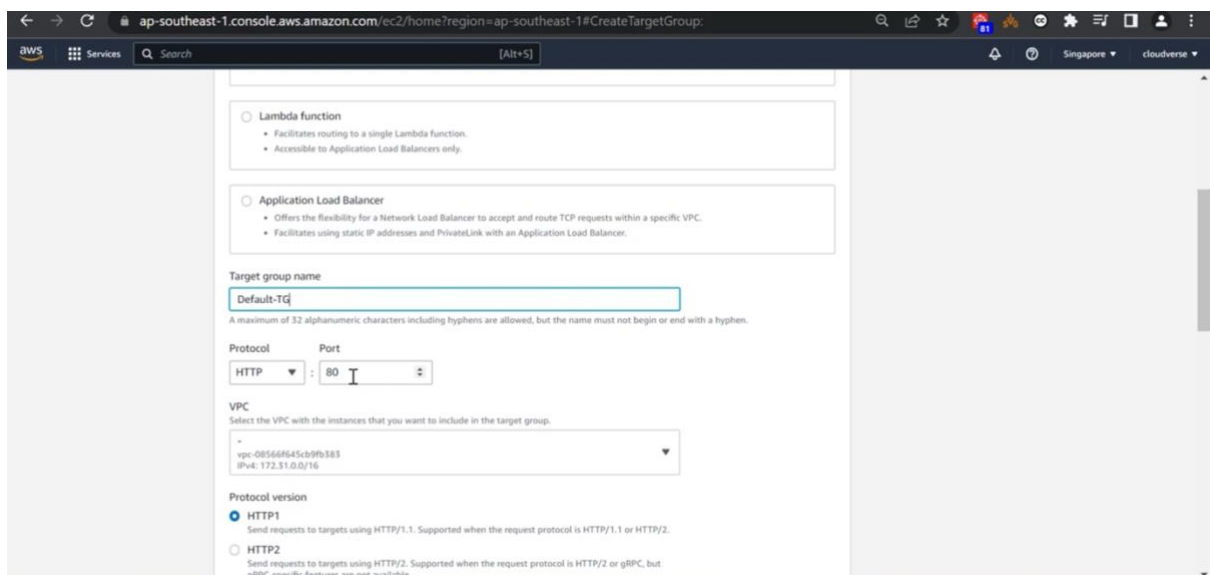 ap-southeast-1.console.aws.amazon.com/ec2/home?region=ap-southeast-1#CreateTargetGroup:
81
aws
Services
Search
[Alt+S]
Singapore
cloudverse
Lambda function
• Facilitates routing to a single Lambda function.
• Accessible to Application Load Balancers only.
Application Load Balancer
• Offers the flexibility for a Network Load Balancer to accept and route TCP requests within a specific VPC.
• Facilitates using static IP addresses and PrivateLink with an Application Load Balancer.
Target group name
Default-TG
A maximum of 32 alphanumeric characters including hyphens are allowed, but the name must not begin or end with a hyphen.
Protocol Port
HTTP : 80
VPC
Select the VPC with the instances that you want to include in the target group.
-
vpc-08566f645cb9fb383
IPv4: 172.31.0.0/16
Protocol version
HTTP1
Send requests to targets using HTTP/1.1. Supported when the request protocol is HTTP/1.1 or HTTP/2.
HTTP2
Send requests to targets using HTTP/2. Supported when the request protocol is HTTP/2 or gRPC, but
gRPC-specific features are not available.